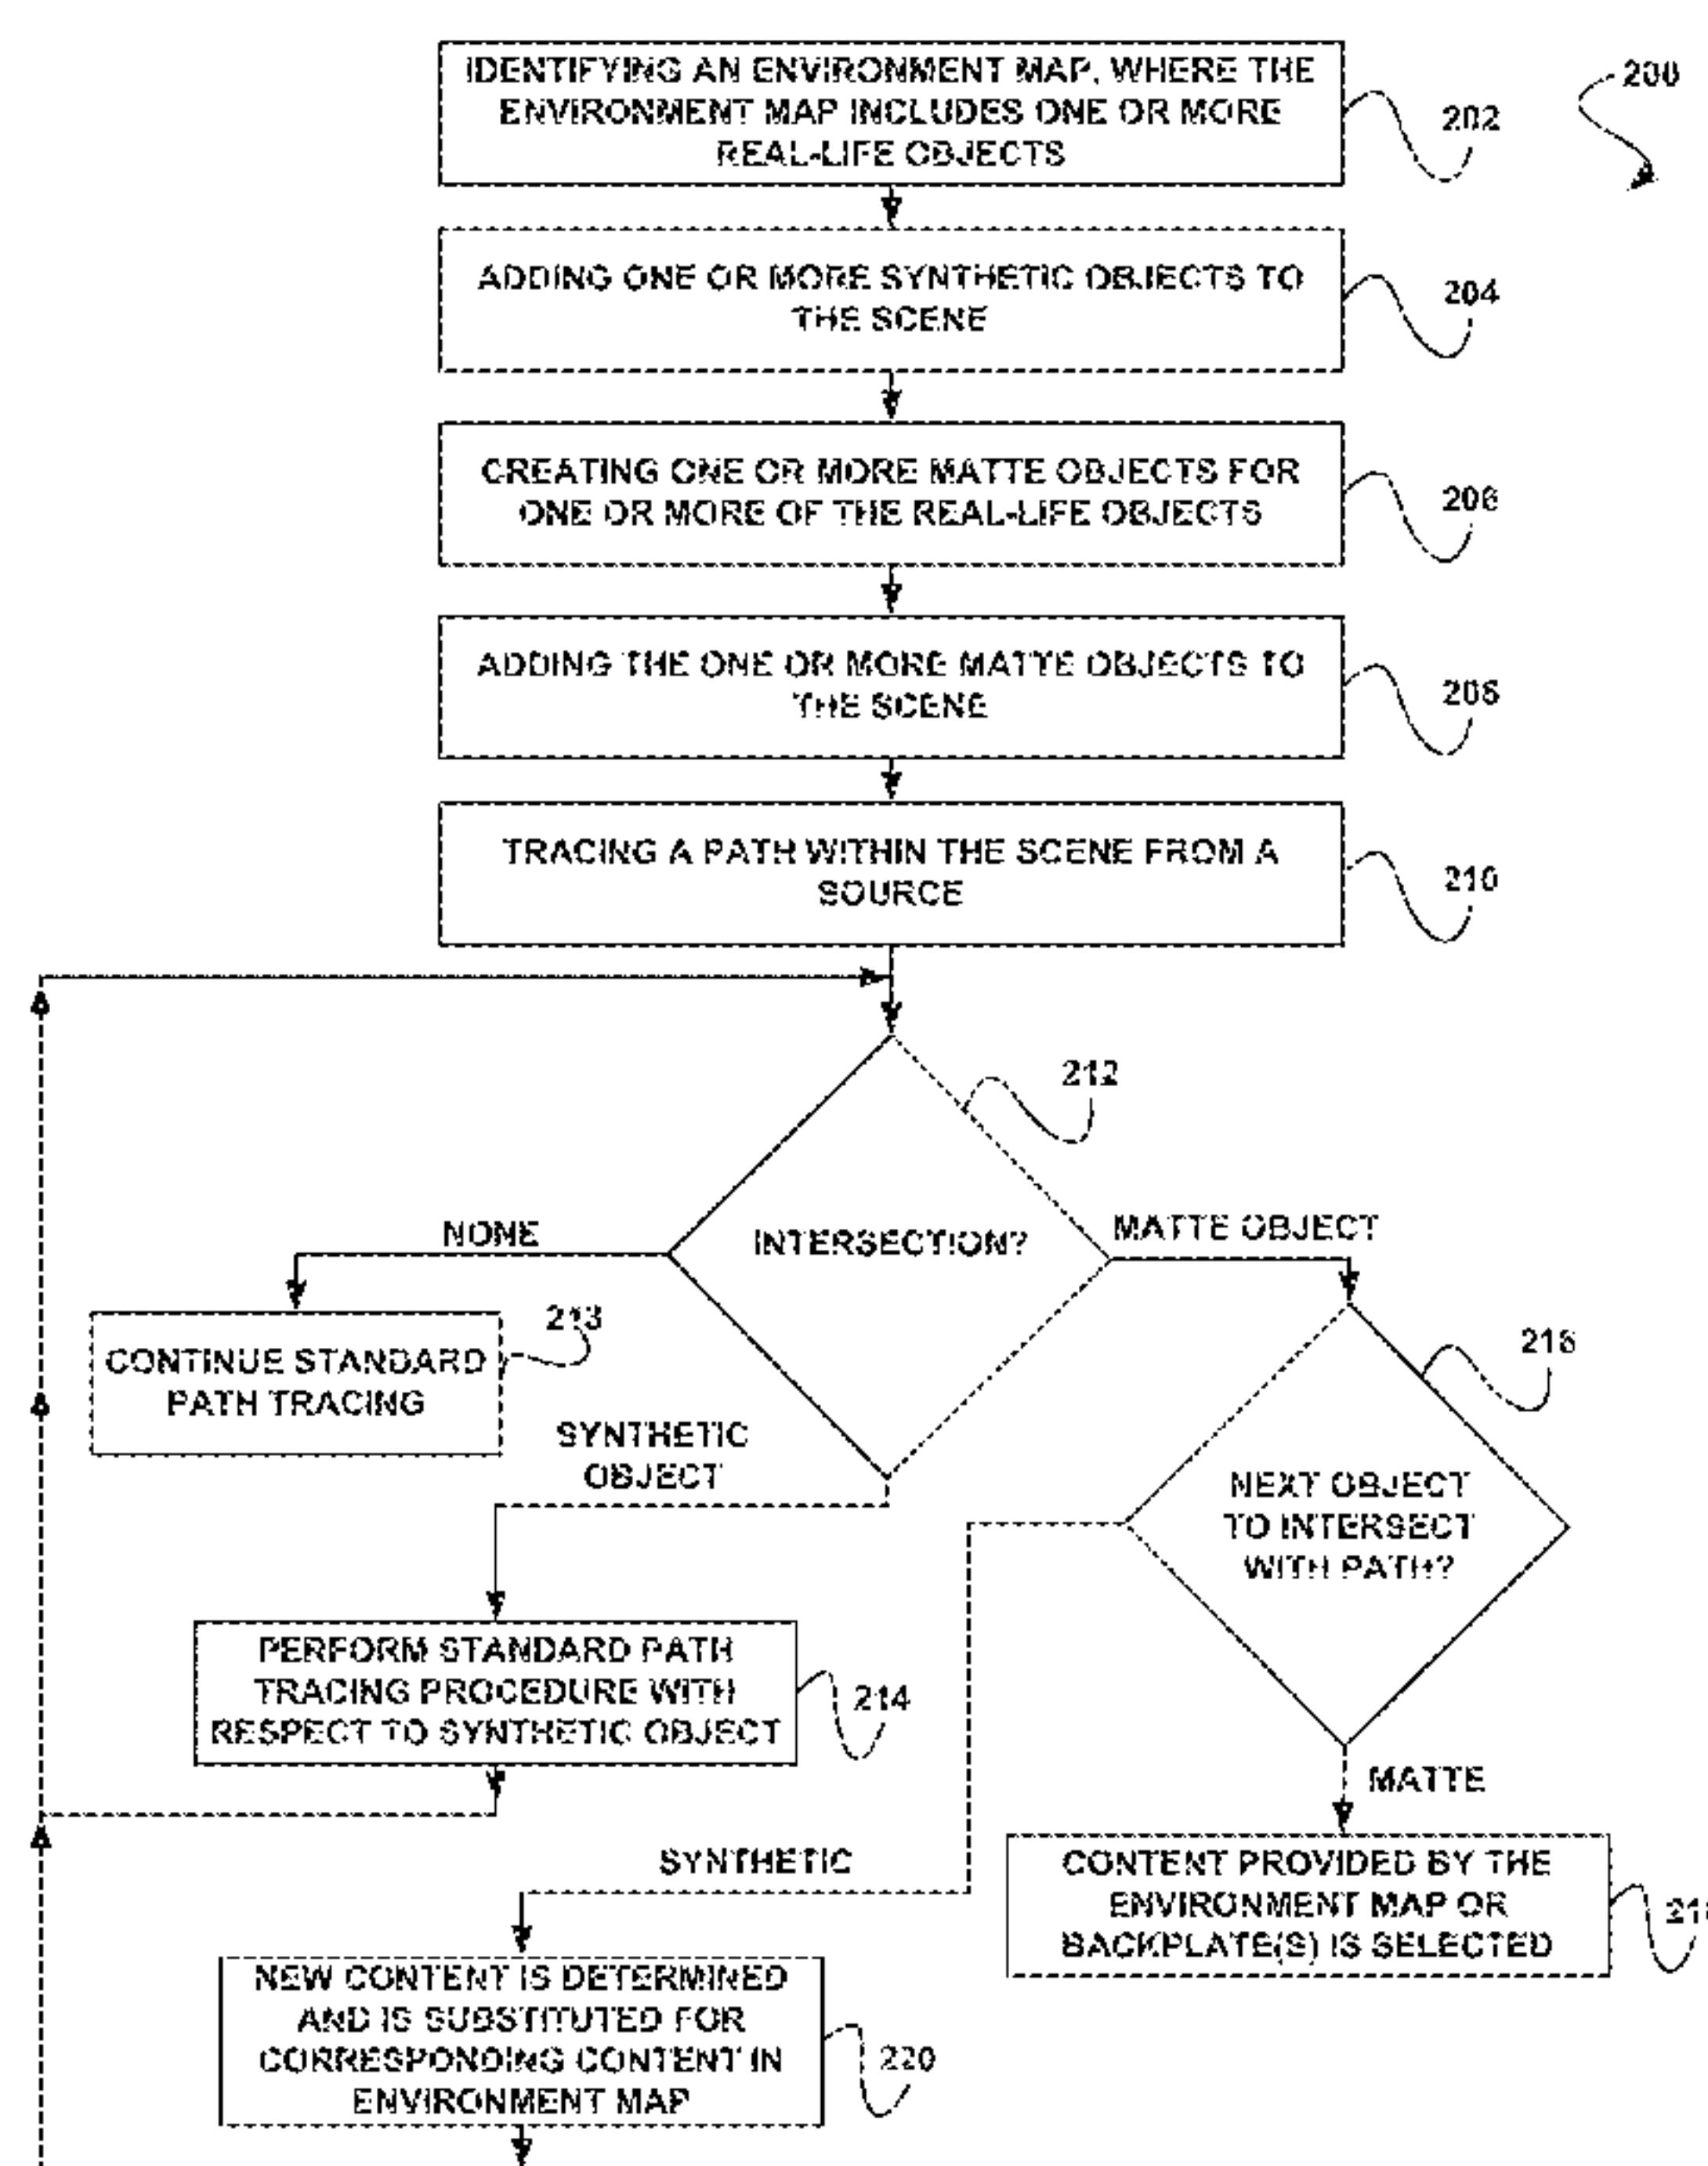 IDENTIFYING AN ENVIRONMENT MAP, WHERE THE
ENVIRONMENT MAP INCLUDES ONE OR MORE
REAL-LIFE OBJECTS
202
200
ADDING ONE OR MORE SYNTHETIC OBJECTS TO
THE SCENE
204
CREATING ONE OR MORE MATTE OBJECTS FOR
ONE OR MORE OF THE REAL-LIFE OBJECTS
206
ADDING THE ONE OR MORE MATTE OBJECTS TO
THE SCENE
208
TRACING A PATH WITHIN THE SCENE FROM A
SOURCE
210
212
INTERSECTION?
NONE
MATTE OBJECT
213
CONTINUE STANDARD
PATH TRACING
216
SYNTHETIC
OBJECT
NEXT OBJECT
TO INTERSECT
WITH PATH?
PERFORM STANDARD PATH
TRACING PROCEDURE WITH
RESPECT TO SYNTHETIC OBJECT
214
MATTE
SYNTHETIC
CONTENT PROVIDED BY THE
ENVIRONMENT MAP OR
BACKPLATE(S) IS SELECTED
NEW CONTENT IS DETERMINED
AND IS SUBSTITUTED FOR
CORRESPONDING CONTENT IN
ENVIRONMENT MAP
220